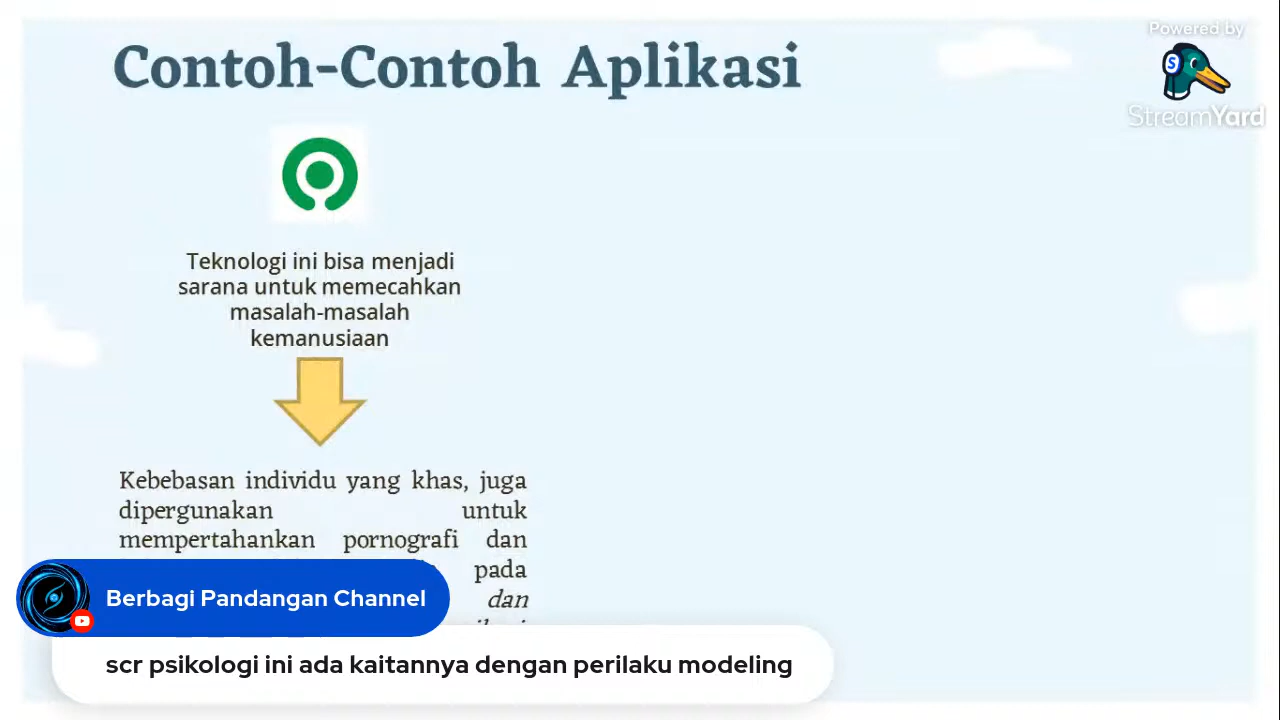 Contoh-Contoh Aplikasi
Powered by
StreamYard
Teknologi ini bisa menjadi
sarana untuk memecahkan
masalah-masalah
kemanusiaan
Kebebasan individu yang khas, juga
dipergunakan untuk
mempertahankan pornografi dan
pada
dan
Berbagi Pandangan Channel
scr psikologi ini ada kaitannya dengan perilaku modeling